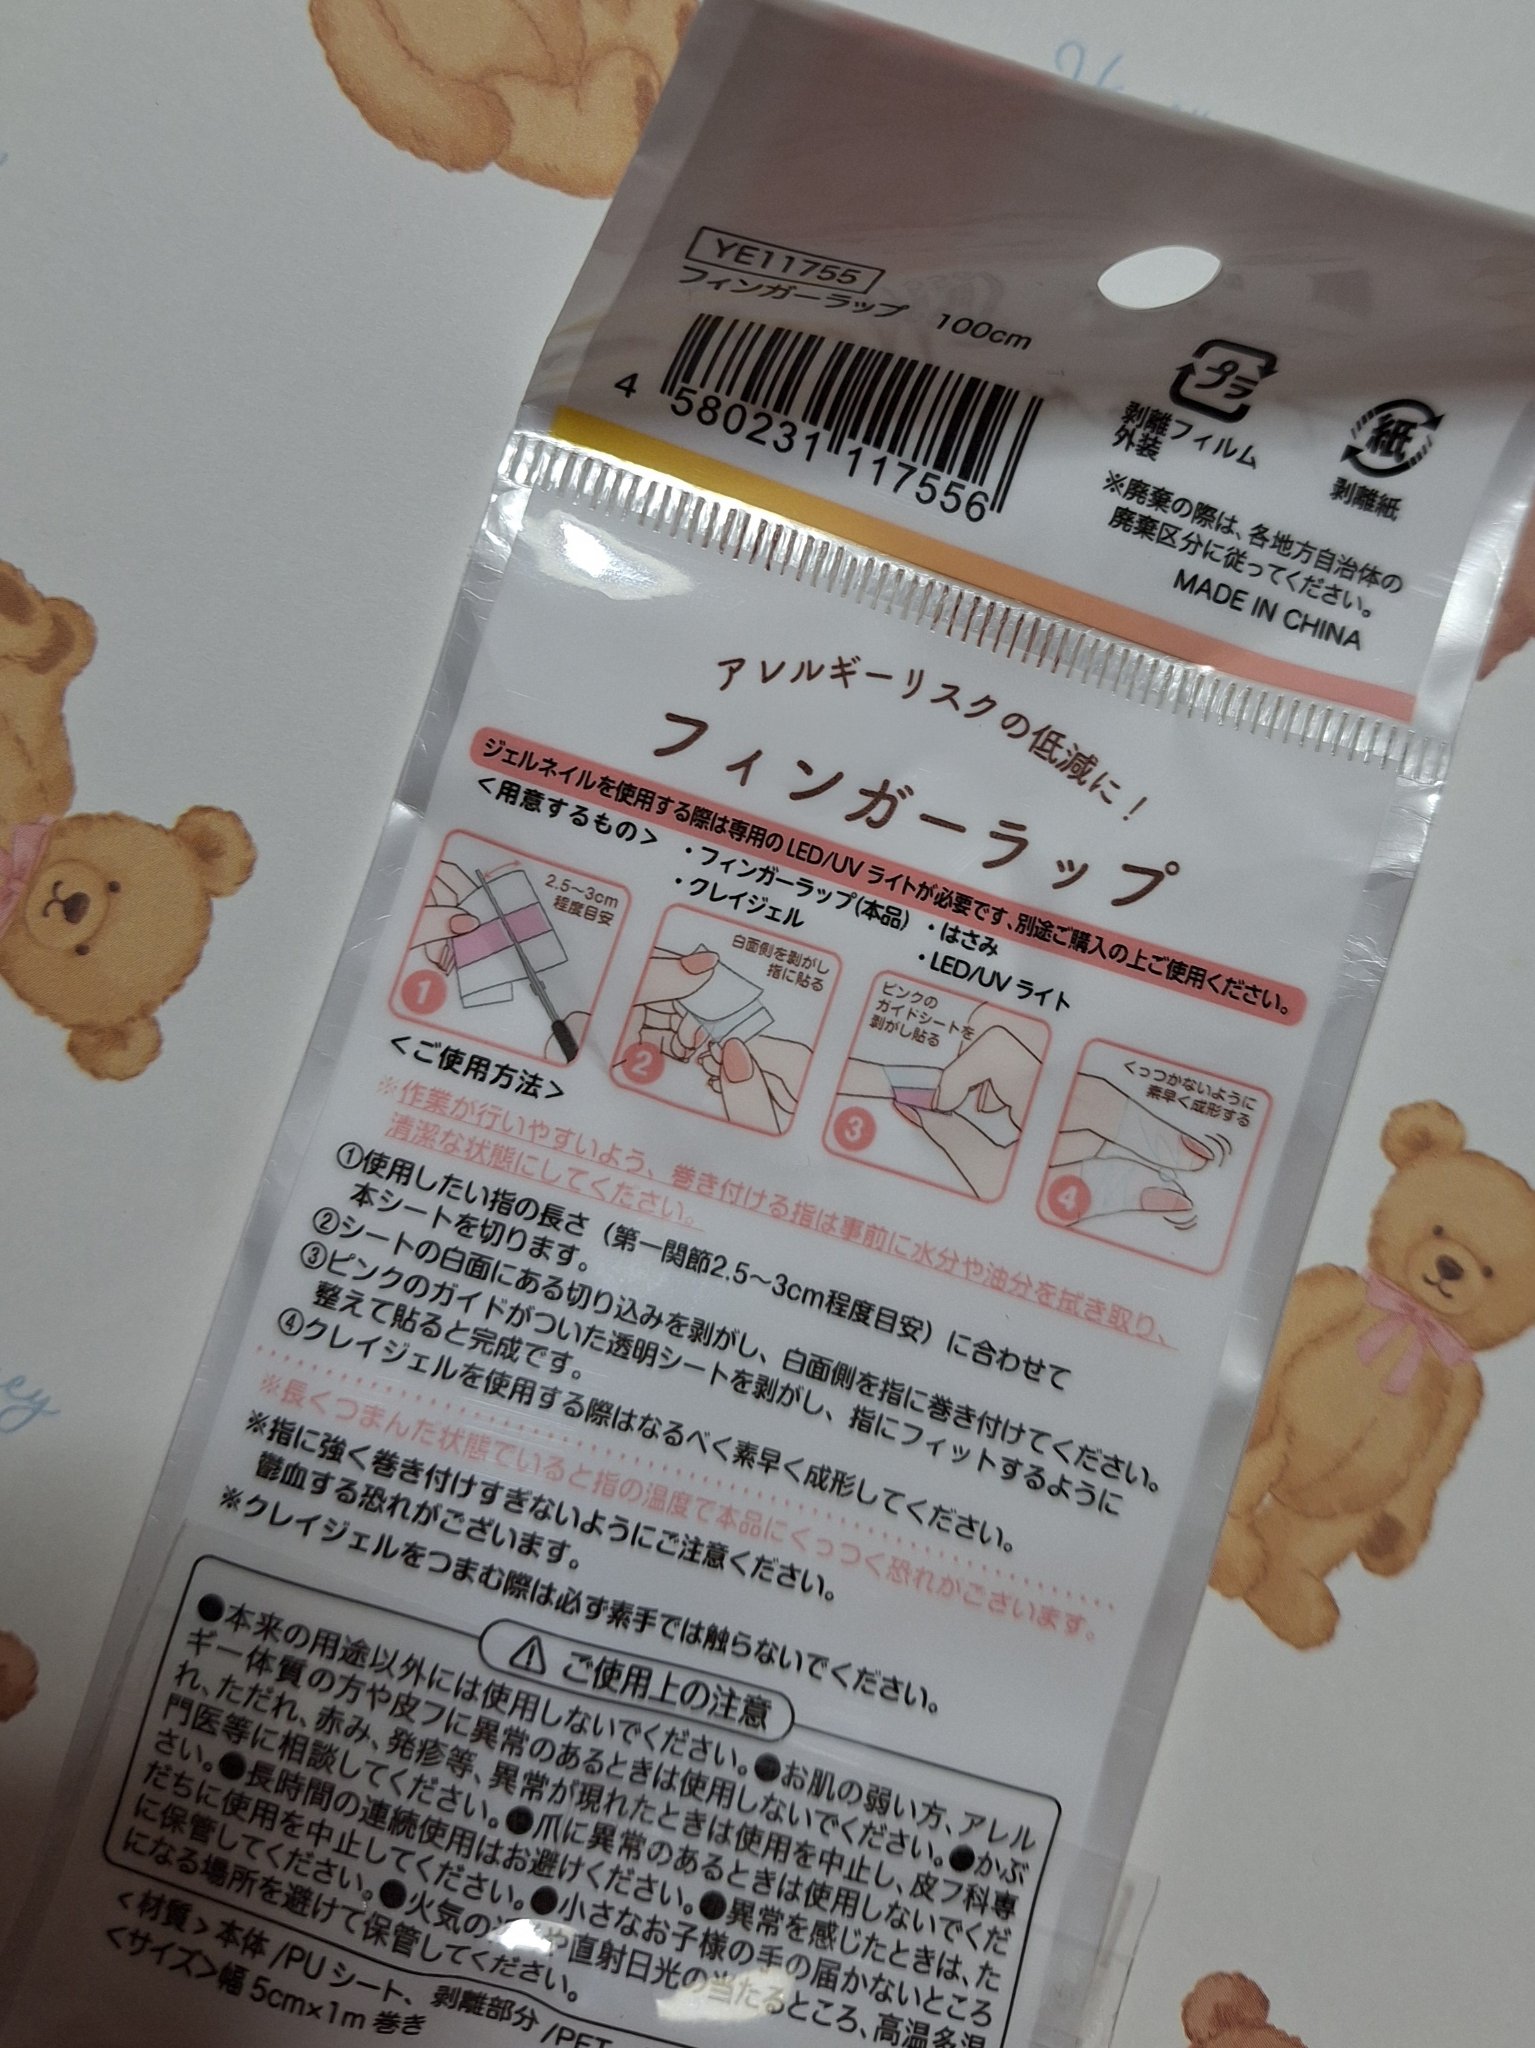 YE11755
フィンガーラップ 100cm
4 580231 117556
プラ
剥離フィルム
外装
紙
剥離紙
※廃棄の際は、各地方自治体の
廃棄区分に従ってください。
MADE IN CHINA
アレルギーリスクの低減に！
フィンガーラップ
ジェルネイルを使用する際は専用のLED/UVライトが必要です、別途ご購入の上ご使用ください。
＜用意するもの＞
・フィンガーラップ(本品)
・はさみ
・クレイジェル
・LED/UVライト
2.5～3cm
程度目安
1
白面側を剥がし
指に貼る
2
ピンクの
ガイドシートを
剥がし貼る
3
くっつかないように
素早く成形する
4
＜ご使用方法＞
※作業が行いやすいよう、巻き付ける指は事前に水分や油分を拭き取り、
清潔な状態にしてください。
①使用したい指の長さ（第一関節2.5～3cm程度目安）に合わせて
本シートを切ります。
②シートの白面にある切り込みを剥がし、白面側を指に巻き付けてください。
③ピンクのガイドがついた透明シートを剥がし、指にフィットするように
整えて貼ると完成です。
④クレイジェルを使用する際はなるべく素早く成形してください。
※長くつまんだ状態でいると指の温度で本品にくっつく恐れがございます。
※指に強く巻き付けすぎないようにご注意ください。
鬱血する恐れがございます。
※クレイジェルをつまむ際は必ず素手では触らないでください。
ご使用上の注意
●本来の用途以外には使用しないでください。●お肌の弱い方、アレル
ギー体質の方や皮フに異常のあるときは使用しないでください。●かぶ
れ、ただれ、赤み、発疹等、異常が現れたときは使用を中止し、皮フ科専
門医等に相談してください。●爪に異常のあるときは使用しないでくだ
さい。●長時間の連続使用はお避けください。●異常を感じたときは、た
だちに使用を中止してください。●小さなお子様の手の届かないところ
に保管してください。●火気の や直射日光の当たるところ、高温多湿
になる場所を避けて保管してください。
＜材質＞本体/PUシート、剥離部分/PET
＜サイズ＞幅5cm×1m巻き